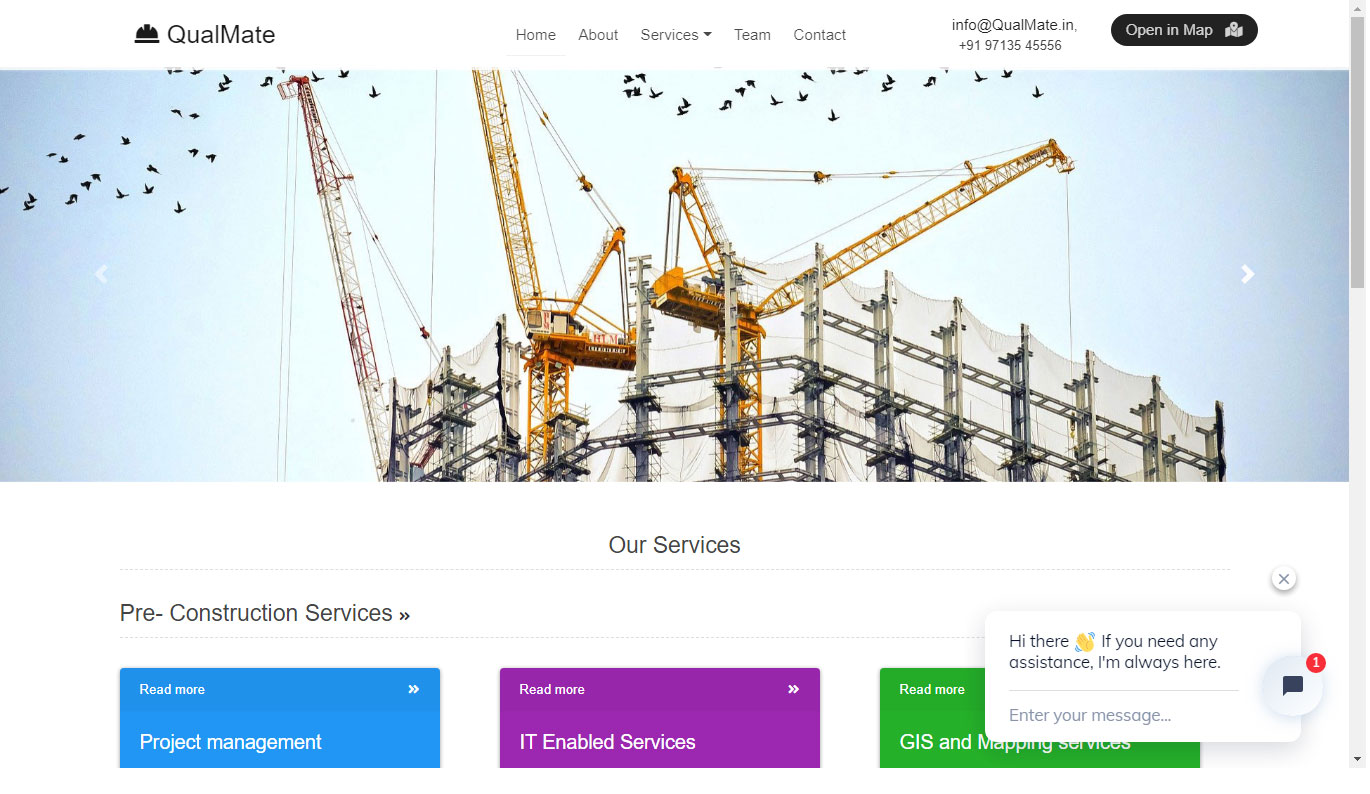 QualMate
Home About Services Team Contact
info@QualMate.in,
+91 97135 45556
Open in Map
Our Services
Pre- Construction Services »
Read more »
Project management
Read more »
IT Enabled Services
Read more
GIS and Mapping services
Hi there 👋 If you need any
assistance, I'm always here.
1
Enter your message...